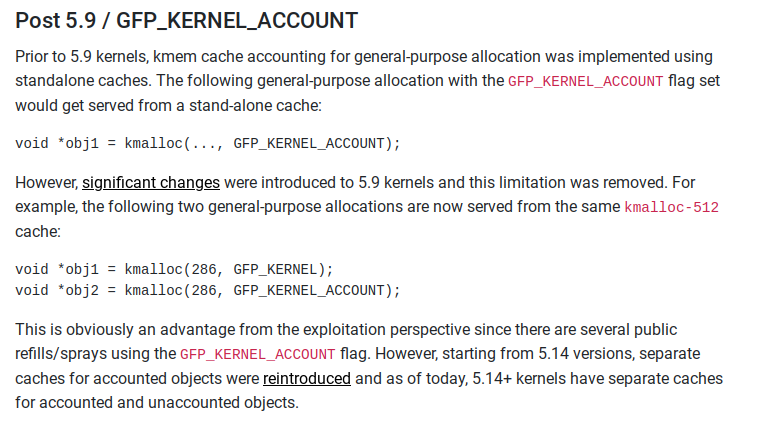 Post 5.9 / GFP_KERNEL_ACCOUNT
Prior to 5.9 kernels, kmem cache accounting for general-purpose allocation was implemented using
standalone caches. The following general-purpose allocation with the GFP_KERNEL_ACCOUNT flag set
would get served from a stand-alone cache:
void *obj1 = kmalloc(..., GFP_KERNEL_ACCOUNT);
However, significant changes were introduced to 5.9 kernels and this limitation was removed. For
example, the following two general-purpose allocations are now served from the same kmalloc-512
cache:
void *obj1 = kmalloc(286, GFP_KERNEL);
void *obj2 = kmalloc(286, GFP_KERNEL_ACCOUNT);
This is obviously an advantage from the exploitation perspective since there are several public
refills/sprays using the GFP_KERNEL_ACCOUNT flag. However, starting from 5.14 versions, separate
caches for accounted objects were reintroduced and as of today, 5.14+ kernels have separate caches
for accounted and unaccounted objects.